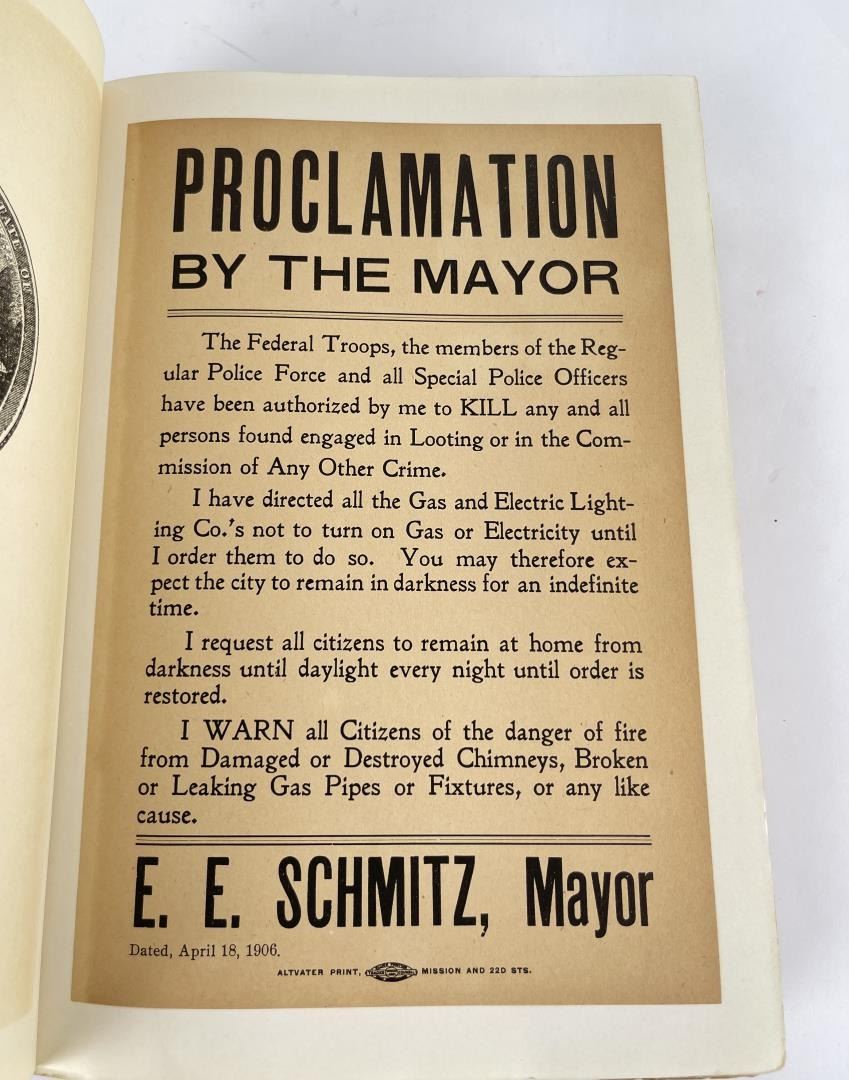 PROCLAMATION
BY THE MAYOR
The Federal Troops, the members of the Reg-
ular Police Force and all Special Police Officers
have been authorized by me to KILL any and all
persons found engaged in Looting or in the Com-
mission of Any Other Crime.
I have directed all the Gas and Electric Light-
ing Co.'s not to turn on Gas or Electricity until
I order them to do so. You may therefore ex-
pect the city to remain in darkness for an indefinite
time.
I request all citizens to remain at home from
darkness until daylight every night until order is
restored.
I WARN all Citizens of the danger of fire
from Damaged or Destroyed Chimneys, Broken
or Leaking Gas Pipes or Fixtures, or any like
cause.
E. E. SCHMITZ, Mayor
Dated, April 18, 1906.
ALTVATER PRINT, MISSION AND 22D STS.